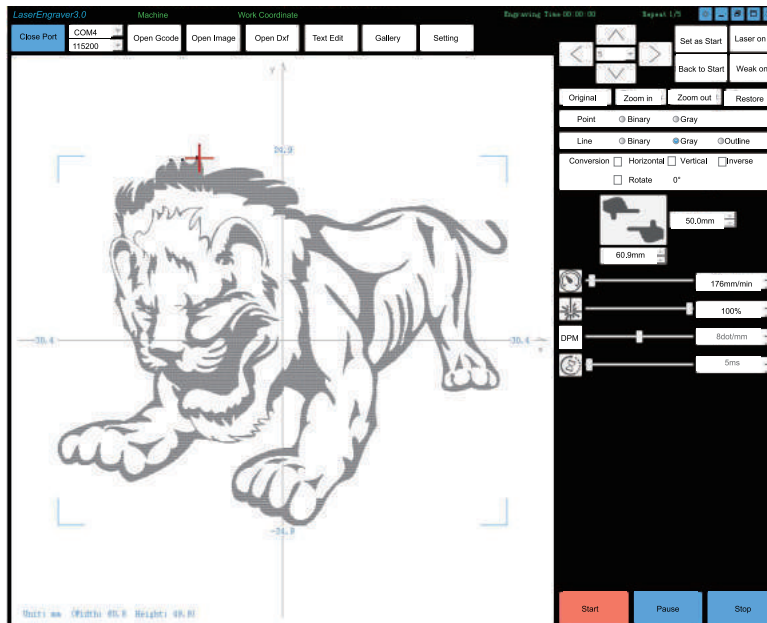 LaserEngraver3.0 Machine Work Coordinate Engraving Time 00:00:00 Repeat 1/5
Close Port COM4 115200 Open Gcode Open Image Open Dxf Text Edit Gallery Setting
5 Set as Start Laser on
Back to Start Weak on
Original Zoom in Zoom out Restore
Point Binary Gray
Line Binary Gray Outline
Conversion Horizontal Vertical Inverse
Rotate 0°
50.0mm
60.9mm
176mm/min
100%
DPM 8dot/mm
5ms
Y
24.9
-30.4 30.4
X
-24.9
Unit: mm
Start Pause Stop